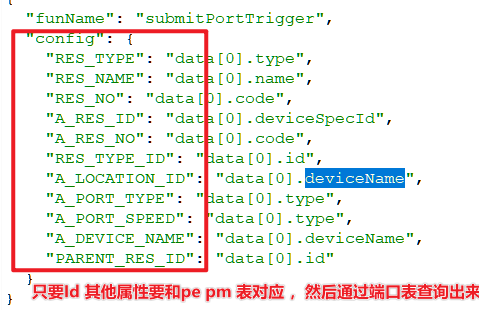 {
"funName": "submitPortTrigger",
"config": {
"RES_TYPE": "data[0].type",
"RES_NAME": "data[0].name",
"RES_NO": "data[0].code",
"A_RES_ID": "data[0].deviceSpecId",
"A_RES_NO": "data[0].code",
"RES_TYPE_ID": "data[0].id",
"A_LOCATION_ID": "data[0].deviceName",
"A_PORT_TYPE": "data[0].type",
"A_PORT_SPEED": "data[0].type",
"A_DEVICE_NAME": "data[0].deviceName",
"PARENT_RES_ID": "data[0].id"
}
只要Id 其他属性要和pe pm 表对应 ，然后通过端口表查询出来
}